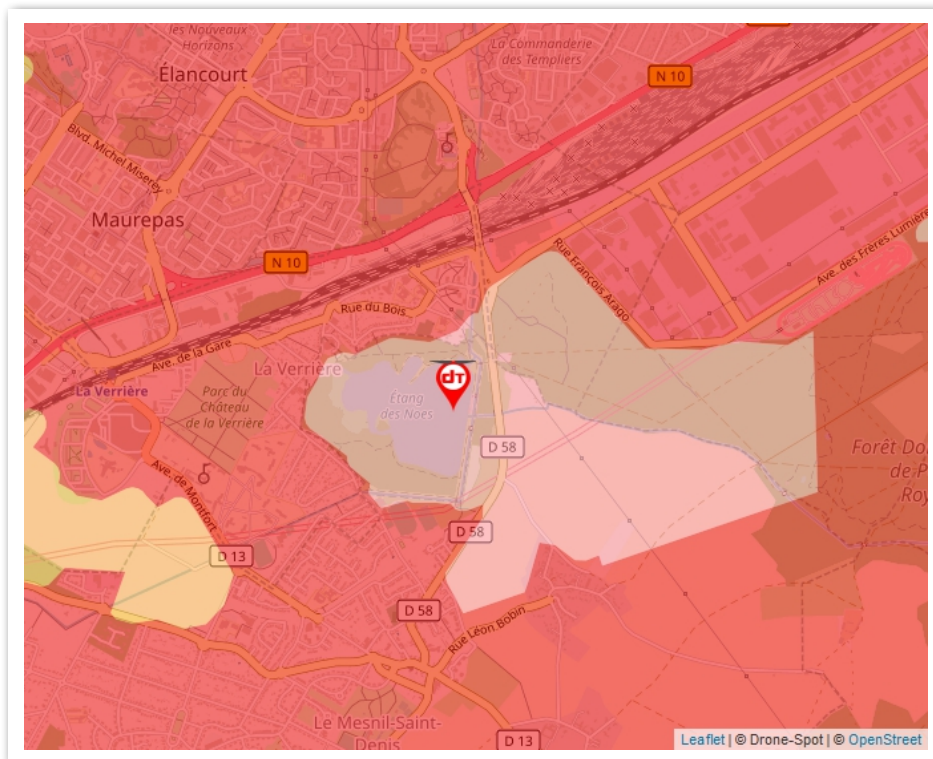 les Nouveaux
Horizons
La Commanderie
des Templiers
Élancourt
N 10
Blvd. Michel Miserey
Maurepas
N 10
Rue François Arago
Ave. des Frères Lumière
Rue du Bois
Ave. de la Gare
La Verrière
La Verrière
Parc du
Château
de la Verrière
dT
Étang
des Noës
D 58
Forêt Do
de P
Roy
Ave. de Montfort
D 58
D 13
D 58
Rue Léon Bobin
Le Mesnil-Saint-
Denis
D 13
Leaflet | © Drone-Spot | © OpenStreet